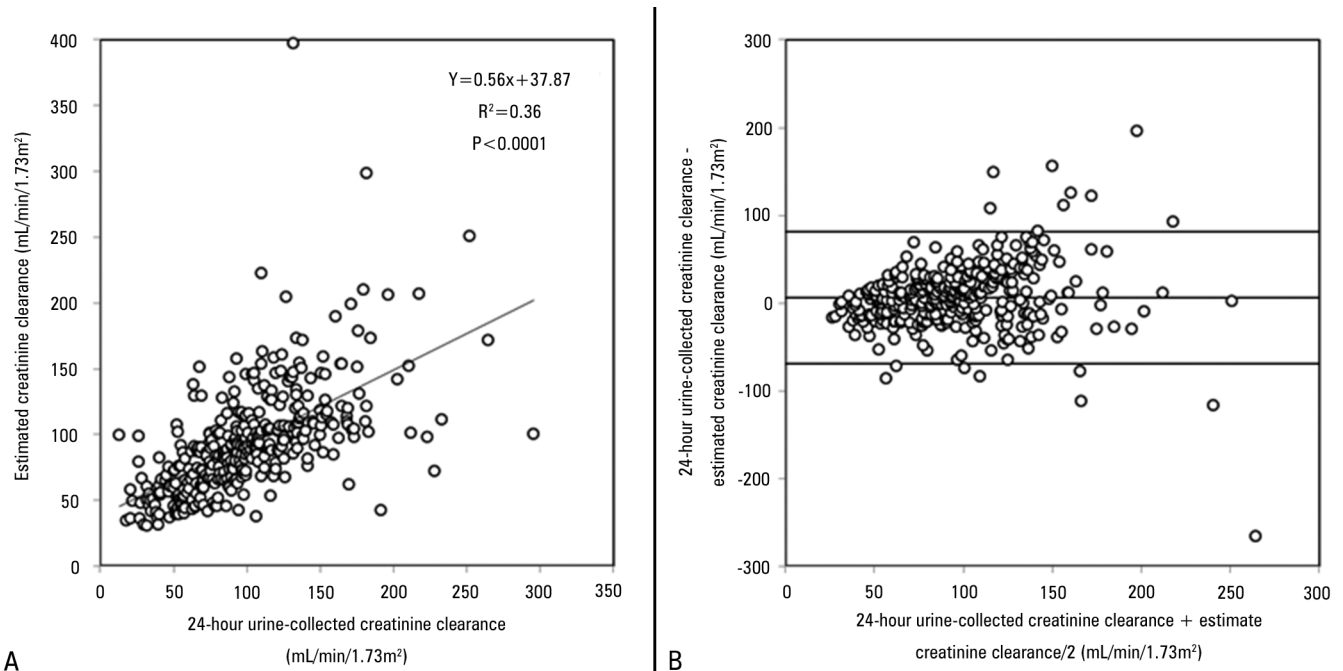 400
350
300
250
200
150
100
50
0
Estimated creatinine clearance (mL/min/1.73m²)
Y=0.56x+37.87
R²=0.36
P<0.0001
0 50 100 150 200 250 300 350
24-hour urine-collected creatinine clearance
(mL/min/1.73m²)
A
300
200
100
0
-100
-200
-300
24-hour urine-collected creatinine clearance -
estimated creatinine clearance (mL/min/1.73m²)
0 50 100 150 200 250 300
24-hour urine-collected creatinine clearance + estimate
creatinine clearance/2 (mL/min/1.73m²)
B